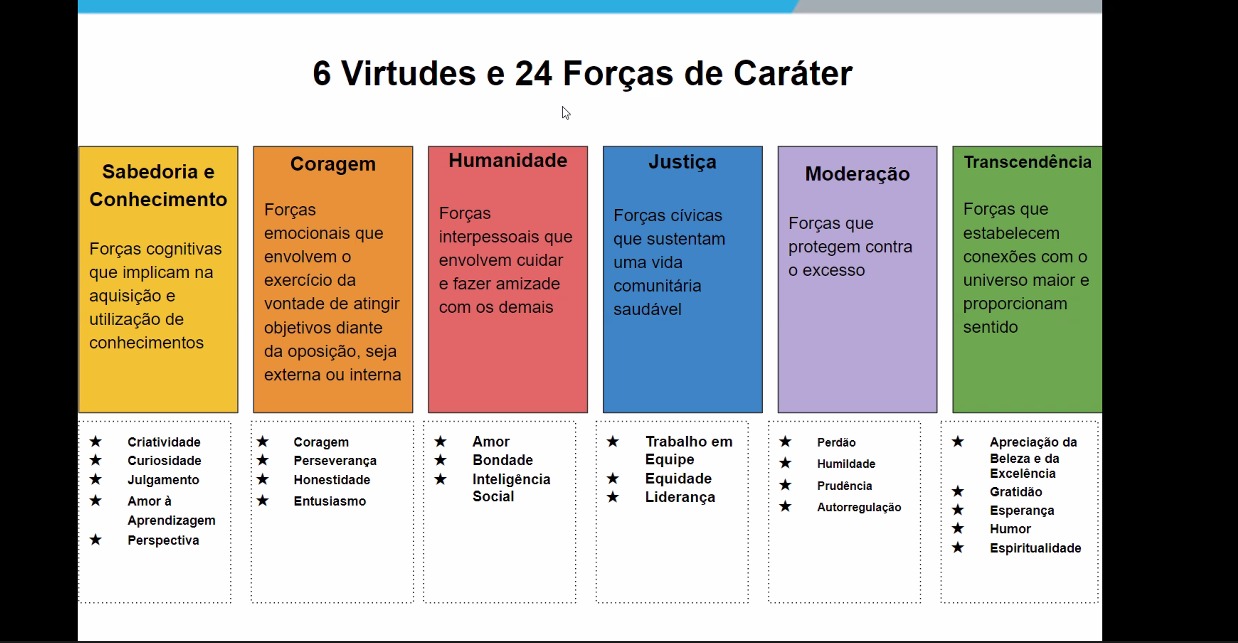 6 Virtudes e 24 Forças de Caráter
Sabedoria e
Conhecimento
Forças cognitivas
que implicam na
aquisição e
utilização de
conhecimentos
Coragem
Forças
emocionais que
envolvem o
exercício da
vontade de atingir
objetivos diante
da oposição, seja
externa ou interna
Humanidade
Forças
interpessoais que
envolvem cuidar
e fazer amizade
com os demais
Justiça
Forças cívicas
que sustentam
uma vida
comunitária
saudável
Moderação
Forças que
protegem contra
o excesso
Transcendência
Forças que
estabelecem
conexões com o
universo maior e
proporcionam
sentido
★ Criatividade
★ Curiosidade
★ Julgamento
★ Amor à
Aprendizagem
★ Perspectiva
★ Coragem
★ Perseverança
★ Honestidade
★ Entusiasmo
★ Amor
★ Bondade
★ Inteligência
Social
★ Trabalho em
Equipe
★ Equidade
★ Liderança
★ Perdão
★ Humildade
★ Prudência
★ Autorregulação
★ Apreciação da
Beleza e da
Excelência
★ Gratidão
★ Esperança
★ Humor
★ Espiritualidade